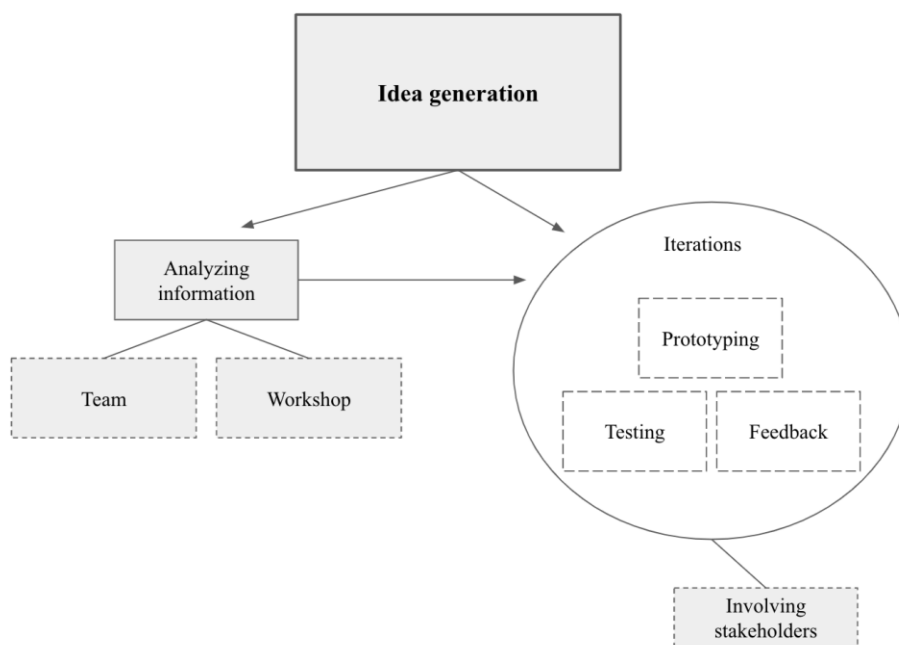 Idea generation
Iterations
Analyzing
information
Prototyping
Team
Workshop
Testing
Feedback
Involving
stakeholders